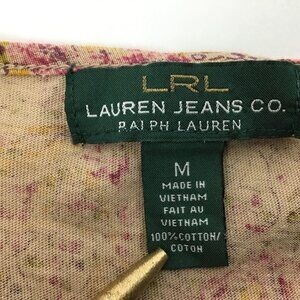 LRL
LAUREN JEANS CO.
RALPH LAUREN
M
MADE IN
VIETNAM
FAIT AU
VIETNAM
100% COTTON/
COTON